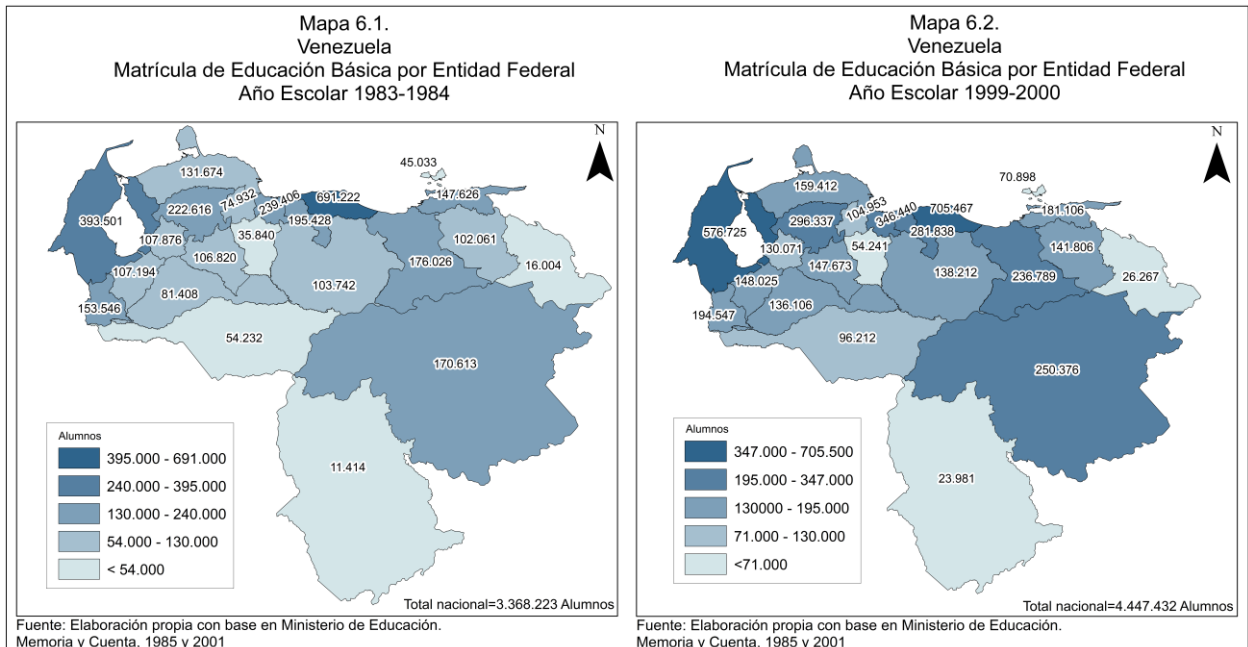 Mapa 6.1.
Venezuela
Matrícula de Educación Básica por Entidad Federal
Año Escolar 1983-1984
N
45.033
131.674
691.222
147.626
74.932
239.406
222.616
195.428
393.501
35.840
102.061
107.876
106.820
176.026
16.004
107.194
103.742
81.408
153.546
54.232
170.613
11.414
Alumnos
395.000 - 691.000
240.000 - 395.000
130.000 - 240.000
54.000 - 130.000
< 54.000
Total nacional=3.368.223 Alumnos
Fuente: Elaboración propia con base en Ministerio de Educación.
Memoria y Cuenta, 1985 y 2001
Mapa 6.2.
Venezuela
Matrícula de Educación Básica por Entidad Federal
Año Escolar 1999-2000
N
70.898
159.412
705.467
181.106
104.953
346.440
296.337
281.838
576.725
54.241
141.806
130.071
147.673
138.212
236.789
26.267
148.025
136.106
194.547
96.212
250.376
23.981
Alumnos
347.000 - 705.500
195.000 - 347.000
130000 - 195.000
71.000 - 130.000
<71.000
Total nacional=4.447.432 Alumnos
Fuente: Elaboración propia con base en Ministerio de Educación.
Memoria y Cuenta, 1985 y 2001